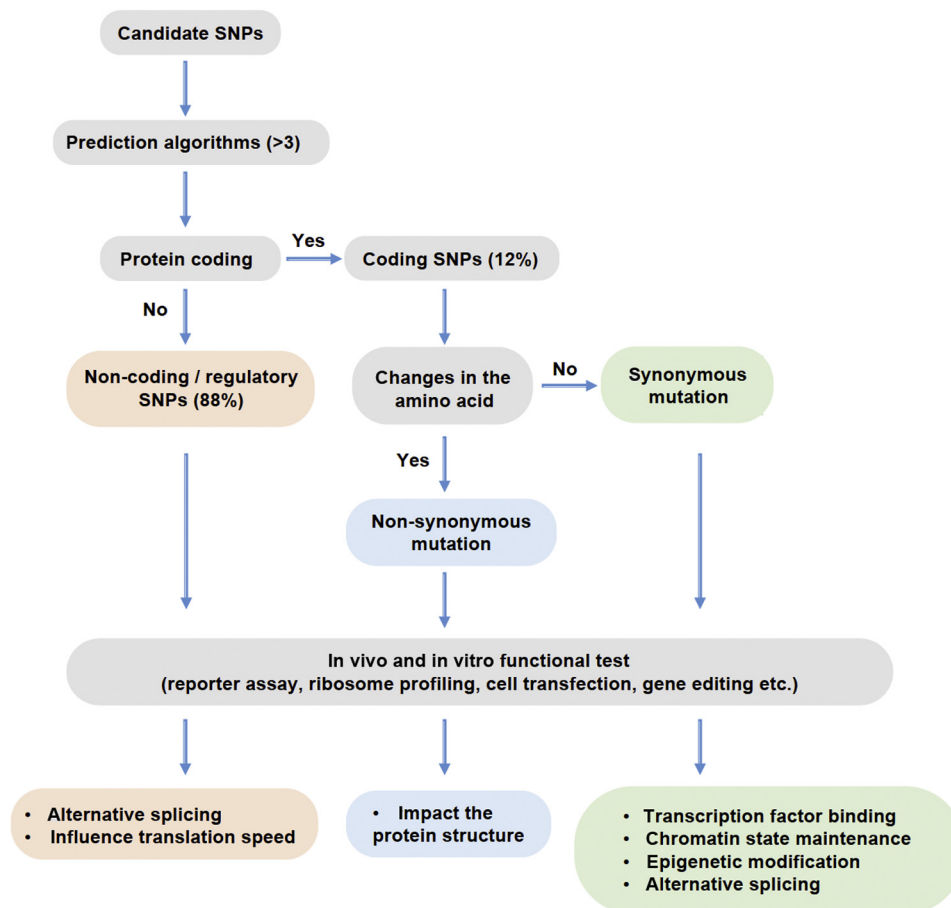 Candidate SNPs
Prediction algorithms (>3)
Protein coding
Yes
Coding SNPs (12%)
No
Non-coding / regulatory
SNPs (88%)
Changes in the
amino acid
No
Synonymous
mutation
Yes
Non-synonymous
mutation
In vivo and in vitro functional test
(reporter assay, ribosome profiling, cell transfection, gene editing etc.)
• Alternative splicing
• Influence translation speed
• Impact the
protein structure
• Transcription factor binding
• Chromatin state maintenance
• Epigenetic modification
• Alternative splicing